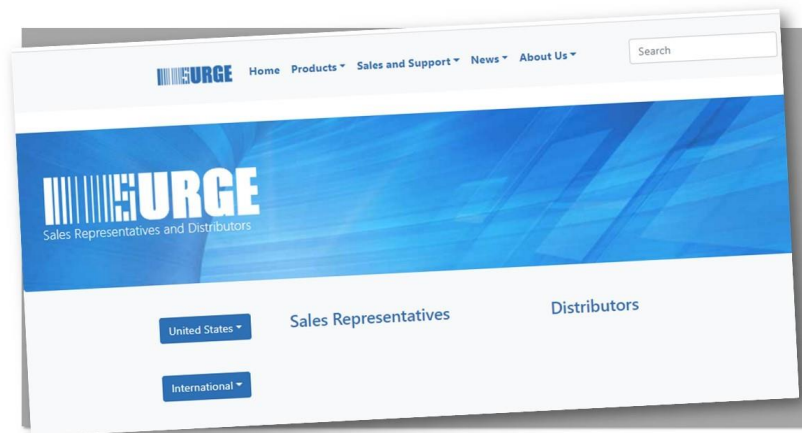 SURGE Home Products Sales and Support News About Us Search
SURGE
Sales Representatives and Distributors
United States Sales Representatives Distributors
International